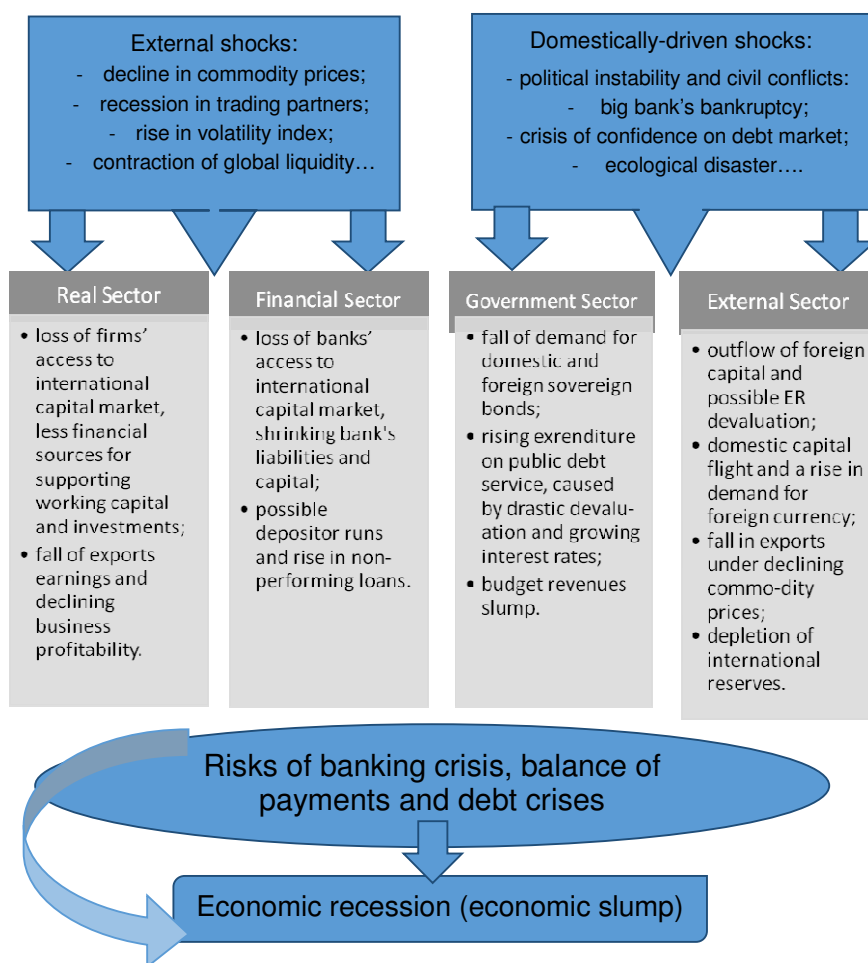 External shocks:
- decline in commodity prices;
- recession in trading partners;
- rise in volatility index;
- contraction of global liquidity…
Domestically-driven shocks:
- political instability and civil conflicts:
- big bank's bankruptcy;
- crisis of confidence on debt market;
- ecological disaster….
Real Sector
• loss of firms'
access to
international
capital market,
less financial
sources for
supporting
working capital
and investments;
• fall of exports
earnings and
declining
business
profitability.
Financial Sector
• loss of banks'
access to
international
capital market,
shrinking bank's
liabilities and
capital;
• possible
depositor runs
and rise in non-
performing loans.
Government Sector
• fall of demand for
domestic and
foreign sovereign
bonds;
• rising exrenditure
on public debt
service, caused
by drastic devalu-
ation and growing
interest rates;
• budget revenues
slump.
External Sector
• outflow of foreign
capital and
possible ER
devaluation;
• domestic capital
flight and a rise in
demand for
foreign currency;
• fall in exports
under declining
commo-dity
prices;
• depletion of
international
reserves.
Risks of banking crisis, balance of
payments and debt crises
Economic recession (economic slump)